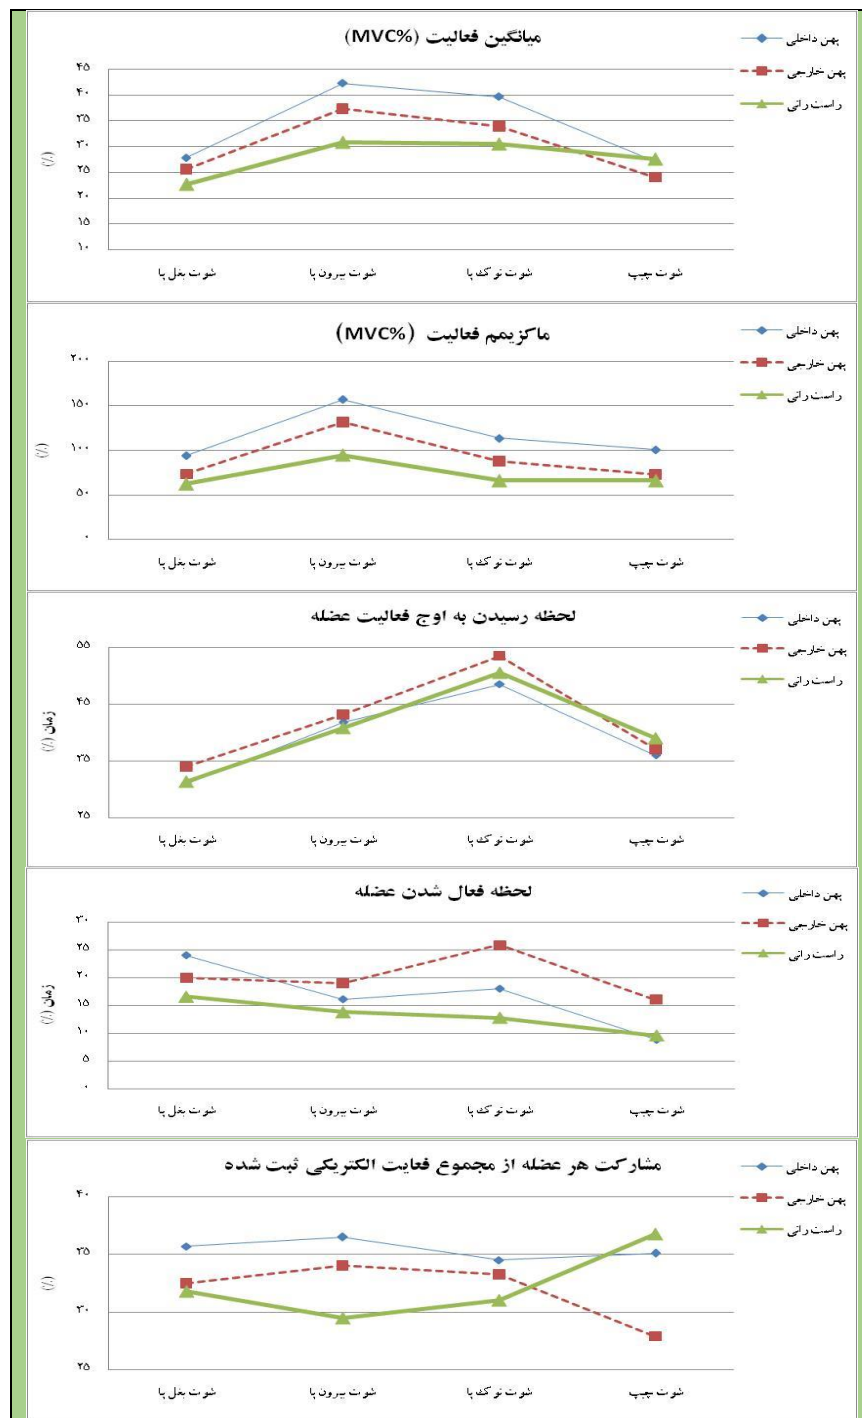 میانگین فعالیت (%MVC)
پهن داخلی
پهن خارجی
راست رانی
(٪)
۴۵
۴۰
۳۵
۳۰
۲۵
۲۰
۱۵
۱۰
شوت بغل پا
شوت بیرون پا
شوت نوک پا
شوت چیپ
ماکزیمم فعالیت (%MVC)
پهن داخلی
پهن خارجی
راست رانی
(٪)
۲۰۰
۱۵۰
۱۰۰
۵۰
۰
شوت بغل پا
شوت بیرون پا
شوت نوک پا
شوت چیپ
لحظه رسیدن به اوج فعالیت عضله
پهن داخلی
پهن خارجی
راست رانی
زمان (٪)
۵۵
۴۵
۳۵
۲۵
شوت بغل پا
شوت بیرون پا
شوت نوک پا
شوت چیپ
لحظه فعال شدن عضله
پهن داخلی
پهن خارجی
راست رانی
زمان (٪)
۳۰
۲۵
۲۰
۱۵
۱۰
۵
۰
شوت بغل پا
شوت بیرون پا
شوت نوک پا
شوت چیپ
مشارکت هر عضله از مجموع فعایت الکتریکی ثبت شده
پهن داخلی
پهن خارجی
راست رانی
(٪)
۴۰
۳۵
۳۰
۲۵
شوت بغل پا
شوت بیرون پا
شوت نوک پا
شوت چیپ